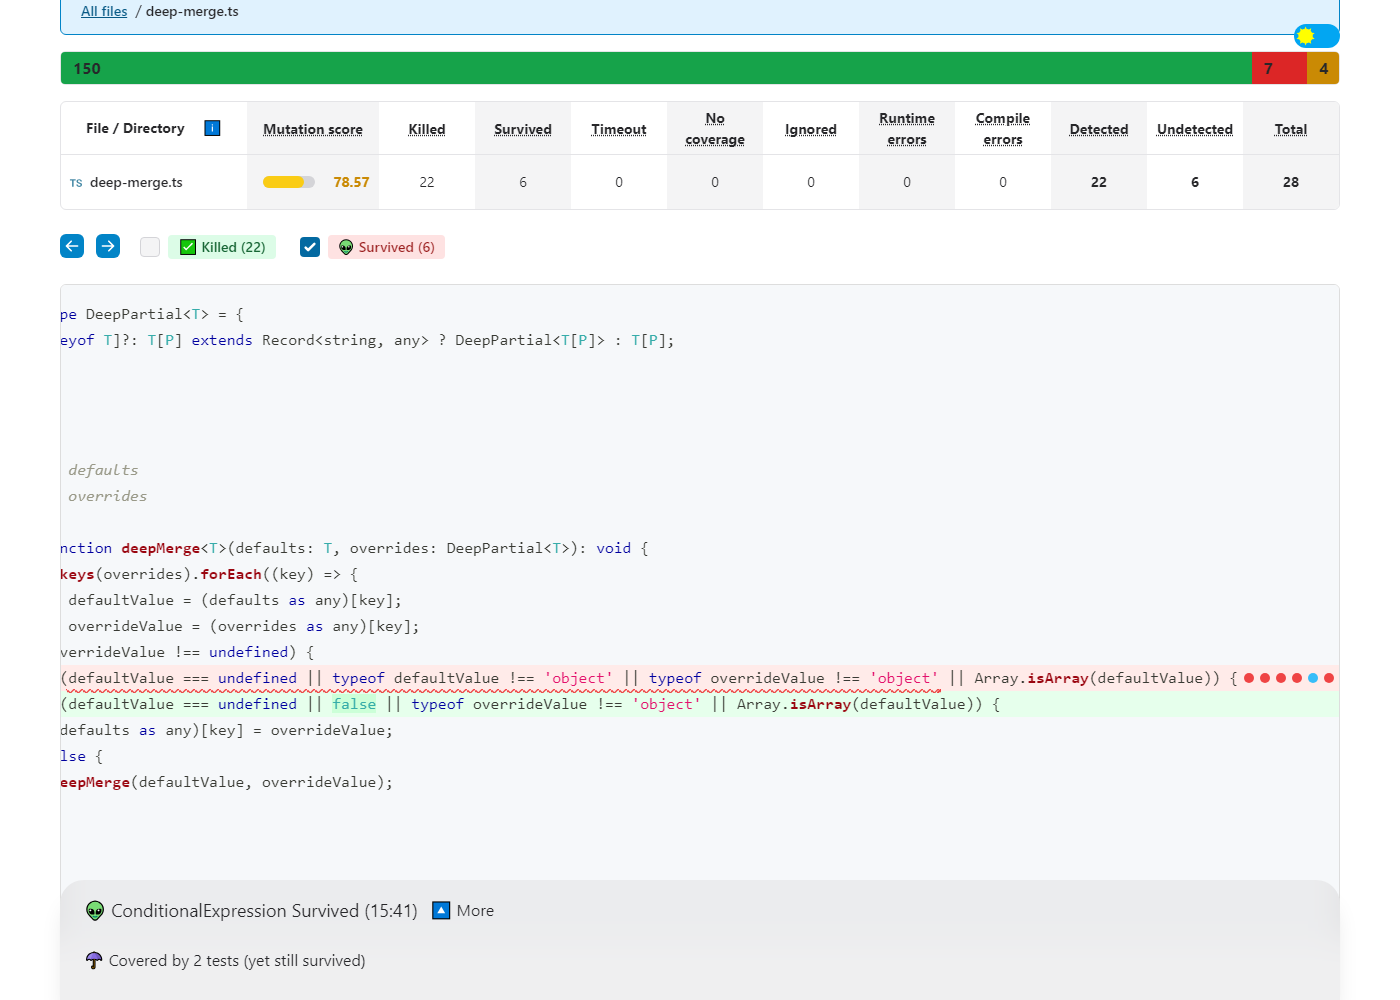 All files / deep-merge.ts
150 7 4
File / Directory i Mutation score Killed Survived Timeout No coverage Ignored Runtime errors Compile errors Detected Undetected Total
TS deep-merge.ts 78.57 22 6 0 0 0 0 0 22 6 28
Killed (22) Survived (6)
pe DeepPartial<T> = {
eyof T]?: T[P] extends Record<string, any> ? DeepPartial<T[P]> : T[P];
defaults
overrides
nction deepMerge<T>(defaults: T, overrides: DeepPartial<T>): void {
keys(overrides).forEach((key) => {
defaultValue = (defaults as any)[key];
overrideValue = (overrides as any)[key];
verrideValue !== undefined) {
(defaultValue === undefined || typeof defaultValue !== 'object' || typeof overrideValue !== 'object' || Array.isArray(defaultValue)) {
(defaultValue === undefined || false || typeof overrideValue !== 'object' || Array.isArray(defaultValue)) {
defaults as any)[key] = overrideValue;
lse {
eepMerge(defaultValue, overrideValue);
ConditionalExpression Survived (15:41) More
Covered by 2 tests (yet still survived)